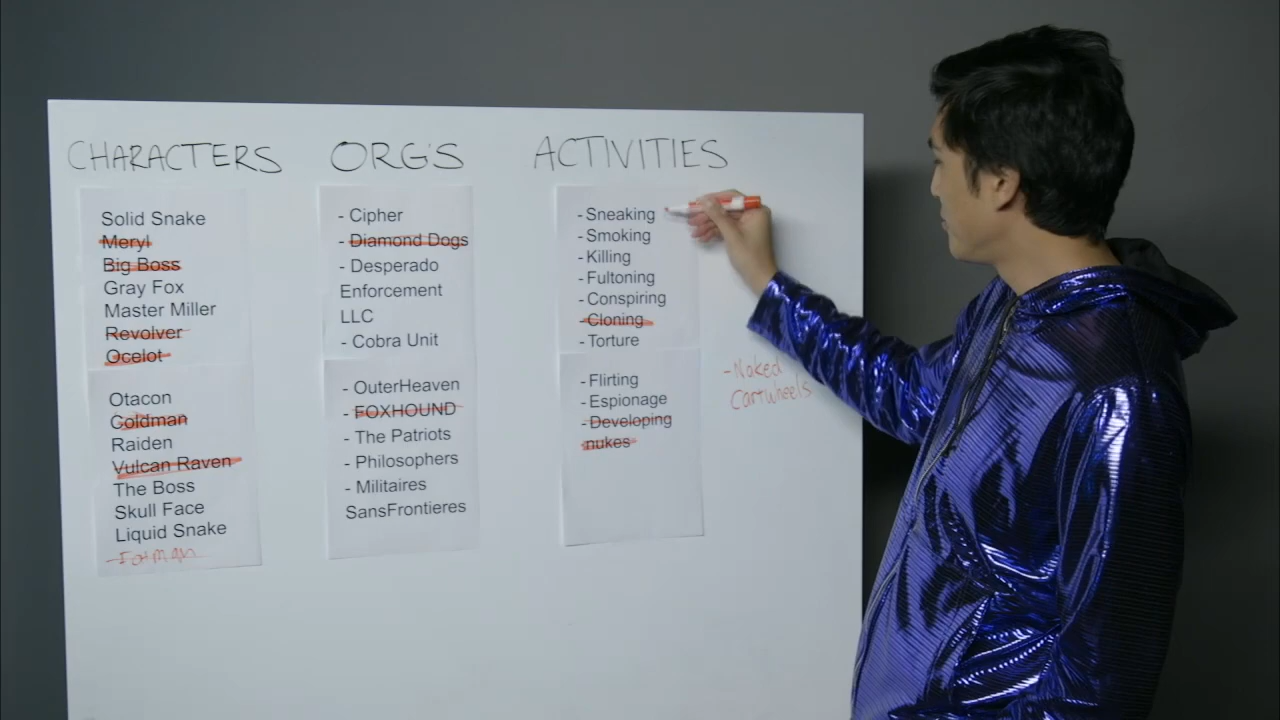 CHARACTERS
Solid Snake
Meryl
Big Boss
Gray Fox
Master Miller
Revolver
Ocelot
Otacon
Coldman
Raiden
Vulcan Raven
The Boss
Skull Face
Liquid Snake
-Fatman
ORG'S
- Cipher
- Diamond Dogs
- Desperado
Enforcement
LLC
- Cobra Unit
- OuterHeaven
- FOXHOUND
- The Patriots
- Philosophers
- Militaires
SansFrontieres
ACTIVITIES
- Sneaking
- Smoking
- Killing
- Fultoning
- Conspiring
- Cloning
- Torture
- Flirting
- Espionage
- Developing
nukes
- Naked
Cartwheels